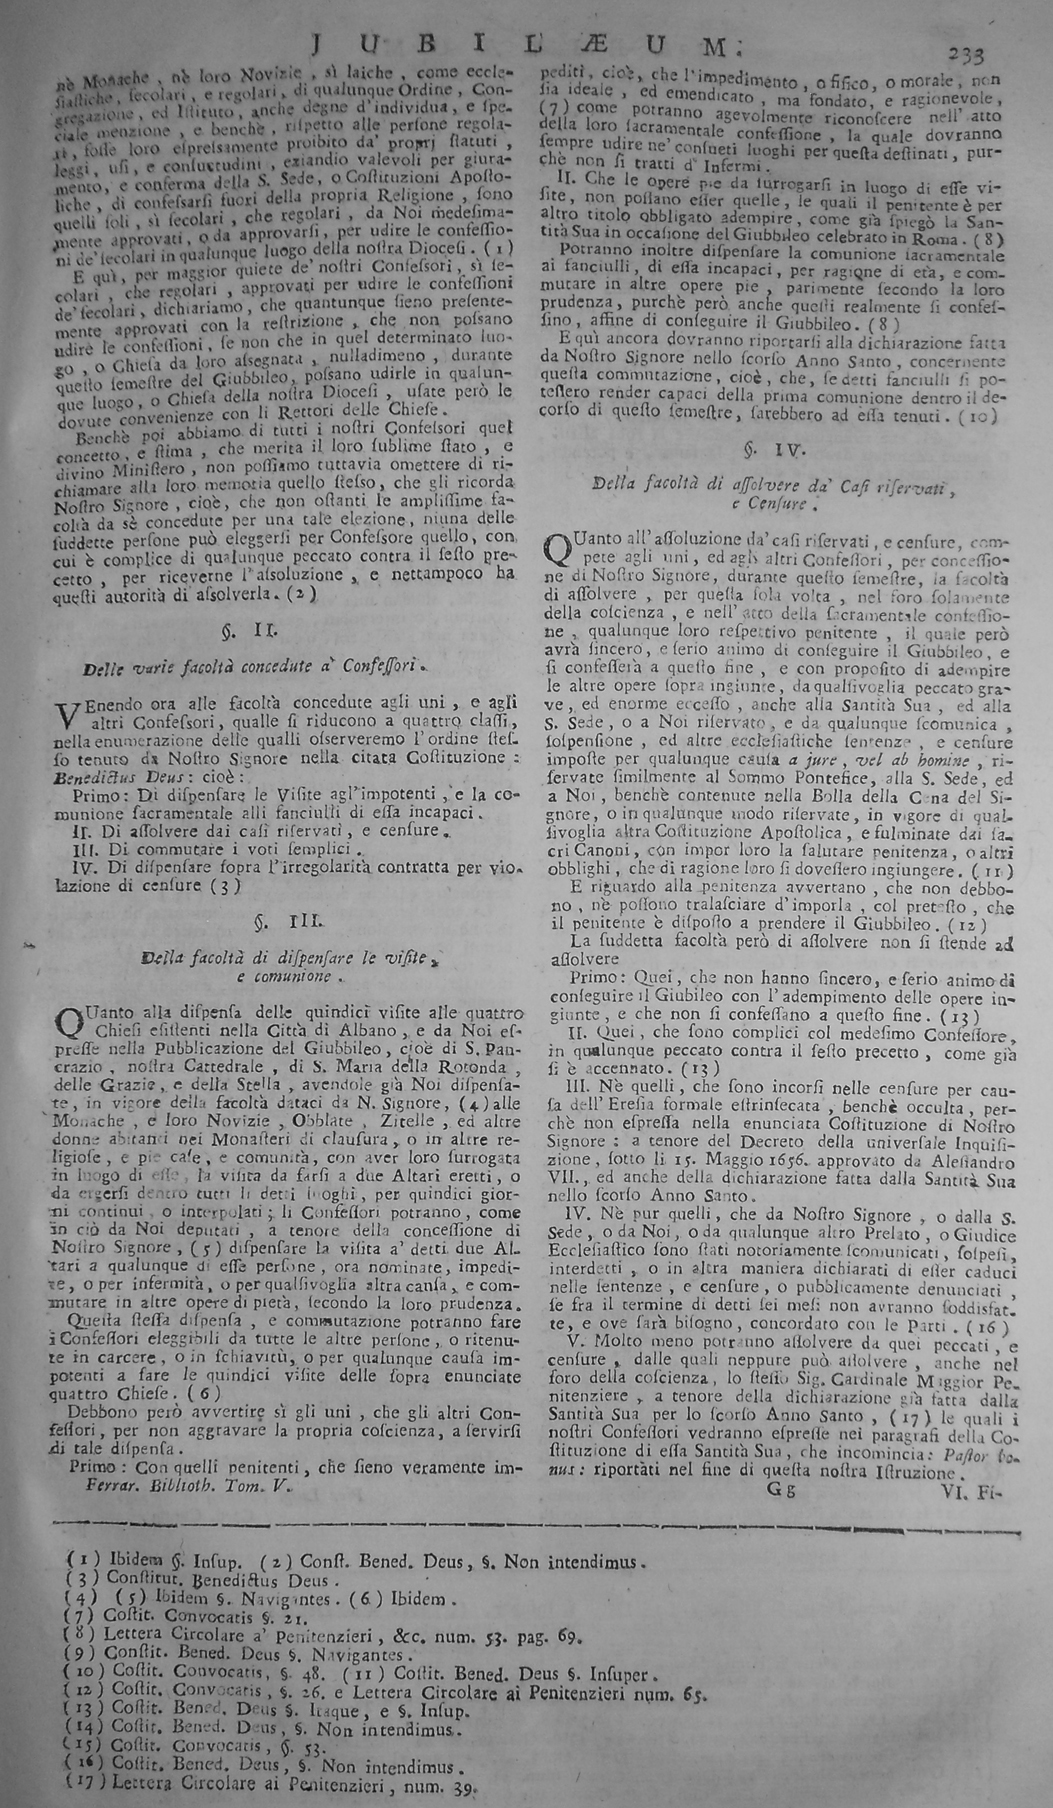 JUBILÆUM. 233
nè Monache, nè loro Novizie, sì laiche, come eccle-
ſiaſtiche, ſecolari, e regolari, di qualunque Ordine, Con-
gregazione, ed Iſtituto, anche degne d'individua, e ſpe-
ciale menzione, e benchè, riſpetto alle perſone regola-
ri, foſſe loro eſpreſsamente proibito da' proprj ſtatuti,
leggi, uſi, e conſuetudini, eziandio valevoli per giura-
mento, e conferma della S. Sede, o Coſtituzioni Apoſto-
liche, di confeſsarſi fuori della propria Religione, ſono
quelli ſoli, sì ſecolari, che regolari, da Noi medeſima-
mente approvati, o da approvarſi, per udire le confeſſio-
ni de' ſecolari in qualunque luogo della noſtra Dioceſi. (1)
E quì, per maggior quiete de' noſtri Confeſsori, sì ſe-
colari, che regolari, approvati per udire le confeſſioni
de' ſecolari, dichiariamo, che quantunque ſieno preſente-
mente approvati con la reſtrizione, che non poſsano
udire le confeſſioni, ſe non che in quel determinato luo-
go, o Chieſa da loro aſsegnata, nulladimeno, durante
queſto ſemeſtre del Giubbileo, poſsano udirle in qualun-
que luogo, o Chieſa della noſtra Dioceſi, uſate però le
dovute convenienze con li Rettori delle Chieſe.
Benchè poi abbiamo di tutti i noſtri Confeſsori quel
concetto, e ſtima, che merita il loro ſublime ſtato, e
divino Miniſtero, non poſſiamo tuttavia omettere di ri-
chiamare alla loro memoria quello ſteſso, che gli ricorda
Noſtro Signore, cioè, che non oſtanti le ampliſſime fa-
coltà da sè concedute per una tale elezione, niuna delle
ſuddette perſone può eleggerſi per Confeſsore quello, con
cui è complice di qualunque peccato contra il ſeſto pre-
cetto, per riceverne l'aſsoluzione, e nettampoco ha
queſti autorità di aſsolverla. (2)
§. II.
Delle varie facoltà concedute a' Confeſſori.
VEnendo ora alle facoltà concedute agli uni, e agli
altri Confeſsori, qualle ſi riducono a quattro claſſi,
nella enumerazione delle qualli oſserveremo l'ordine ſteſ-
ſo tenuto da Noſtro Signore nella citata Coſtituzione:
Benedictus Deus: cioè:
Primo: Di diſpenſare le Viſite agl'impotenti, e la co-
munione ſacramentale alli fanciulli di eſſa incapaci.
II. Di aſſolvere dai caſi riſervati, e cenſure.
III. Di commutare i voti ſemplici.
IV. Di diſpenſare ſopra l'irregolarità contratta per vio-
lazione di cenſure (3)
§. III.
Della facoltà di diſpenſare le viſite,
e comunione.
QUanto alla diſpenſa delle quindici viſite alle quattro
Chieſi eſiſtenti nella Città di Albano, e da Noi eſ-
preſſe nella Pubblicazione del Giubbileo, cioè di S. Pan-
crazio, noſtra Cattedrale, di S. Maria della Rotonda,
delle Grazie, e della Stella, avendole già Noi diſpenſa-
te, in vigore della facoltà dataci da N. Signore, (4) alle
Monache, e loro Novizie, Obblate, Zitelle, ed altre
donne abitanti nei Monaſteri di clauſura, o in altre re-
ligioſe, e pie caſe, e comunità, con aver loro ſurrogata
in luogo di eſſe, la viſita da farſi a due Altari eretti, o
da ergerſi dentro tutti li detti luoghi, per quindici gior-
ni continui, o interpolati; li Confeſſori potranno, come
in ciò da Noi deputati, a tenore della conceſſione di
Noſtro Signore, (5) diſpenſare la viſita a' detti due Al-
tari a qualunque di eſſe perſone, ora nominate, impedi-
te, o per infermità, o per qualſivoglia altra cauſa, e com-
mutare in altre opere di pietà, ſecondo la loro prudenza.
Queſta ſteſſa diſpenſa, e commutazione potranno fare
i Confeſſori eleggibili da tutte le altre perſone, o ritenu-
te in carcere, o in ſchiavitù, o per qualunque cauſa im-
potenti a fare le quindici viſite delle ſopra enunciate
quattro Chieſe. (6)
Debbono però avvertire sì gli uni, che gli altri Con-
feſſori, per non aggravare la propria coſcienza, a ſervirſi
di tale diſpenſa.
Primo: Con quelli penitenti, che ſieno veramente im-
Ferrar. Biblioth. Tom. V.
pediti, cioè, che l'impedimento, o fiſico, o morale, non
ſia ideale, ed emendicato, ma fondato, e ragionevole,
(7) come potranno agevolmente riconoſcere nell'atto
della loro ſacramentale confeſſione, la quale dovranno
ſempre udire ne' conſueti luoghi per queſta deſtinati, pur-
chè non ſi tratti d'Infermi.
II. Che le opere pie da ſurrogarſi in luogo di eſſe vi-
ſite, non poſſano eſſer quelle, le quali il penitente è per
altro titolo obbligato adempire, come già ſpiegò la San-
tità Sua in occaſione del Giubbileo celebrato in Roma. (8)
Potranno inoltre diſpenſare la comunione ſacramentale
ai fanciulli, di eſſa incapaci, per ragione di età, e com-
mutare in altre opere pie, parimente ſecondo la loro
prudenza, purchè però anche queſti realmente ſi confeſ-
ſino, affine di conſeguire il Giubbileo. (8)
E quì ancora dovranno riportarſi alla dichiarazione fatta
da Noſtro Signore nello ſcorſo Anno Santo, concernente
queſta commutazione, cioè, che, ſe detti fanciulli ſi po-
teſſero render capaci della prima comunione dentro il de-
corſo di queſto ſemeſtre, ſarebbero ad eſſa tenuti. (10)
§. IV.
Della facoltà di aſſolvere da' Caſi riſervati,
e Cenſure.
QUanto all'aſſoluzione da' caſi riſervati, e cenſure, com-
pete agli uni, ed agli altri Confeſſori, per conceſſio-
ne di Noſtro Signore, durante queſto ſemeſtre, la facoltà
di aſſolvere, per queſta ſola volta, nel foro ſolamente
della coſcienza, e nell'atto della ſacramentale confeſſio-
ne, qualunque loro reſpettivo penitente, il quale però
avrà ſincero, e ſerio animo di conſeguire il Giubbileo, e
ſi confeſſerà a queſto fine, e con propoſito di adempire
le altre opere ſopra ingiunte, da qualſivoglia peccato gra-
ve, ed enorme ecceſſo, anche alla Santità Sua, ed alla
S. Sede, o a Noi riſervato, e da qualunque ſcomunica,
ſoſpenſione, ed altre eccleſiaſtiche ſentenze, e cenſure
impoſte per qualunque cauſa a jure, vel ab homine, ri-
ſervate ſimilmente al Sommo Pontefice, alla S. Sede, ed
a Noi, benchè contenute nella Bolla della Cena del Si-
gnore, o in qualunque modo riſervate, in vigore di qual-
ſivoglia altra Coſtituzione Apoſtolica, e fulminate dai ſa-
cri Canoni, con impor loro la ſalutare penitenza, o altri
obblighi, che di ragione loro ſi doveſſero ingiungere. (11)
E riguardo alla penitenza avvertano, che non debbo-
no, nè poſſono tralaſciare d'imporla, col preteſto, che
il penitente è diſpoſto a prendere il Giubbileo. (12)
La ſuddetta facoltà però di aſſolvere non ſi ſtende ad
aſſolvere
Primo: Quei, che non hanno ſincero, e ſerio animo di
conſeguire il Giubileo con l'adempimento delle opere in-
giunte, e che non ſi confeſſano a queſto fine. (13)
II. Quei, che ſono complici col medeſimo Confeſſore,
in qualunque peccato contra il ſeſto precetto, come già
ſi è accennato. (13)
III. Nè quelli, che ſono incorſi nelle cenſure per cau-
ſa dell'Ereſia formale eſtrinſecata, benchè occulta, per-
chè non eſpreſſa nella enunciata Coſtituzione di Noſtro
Signore: a tenore del Decreto della univerſale Inquiſi-
zione, ſotto li 15. Maggio 1656. approvato da Aleſſandro
VII., ed anche della dichiarazione fatta dalla Santità Sua
nello ſcorſo Anno Santo.
IV. Nè pur quelli, che da Noſtro Signore, o dalla S.
Sede, o da Noi, o da qualunque altro Prelato, o Giudice
Eccleſiaſtico ſono ſtati notoriamente ſcomunicati, ſoſpeſi,
interdetti, o in altra maniera dichiarati di eſſer caduci
nelle ſentenze, e cenſure, o pubblicamente denunciati,
ſe fra il termine di detti ſei meſi non avranno ſoddisfat-
te, e ove ſarà biſogno, concordato con le Parti. (16)
V. Molto meno potranno aſſolvere da quei peccati, e
cenſure, dalle quali neppure può aſſolvere, anche nel
foro della coſcienza, lo ſteſſo Sig. Cardinale Maggior Pe-
nitenziere, a tenore della dichiarazione già fatta dalla
Santità Sua per lo ſcorſo Anno Santo, (17) le quali i
noſtri Confeſſori vedranno eſpreſſe nei paragrafi della Co-
ſtituzione di eſſa Santità Sua, che incomincia: Paſtor bo-
nus: riportati nel fine di queſta noſtra Iſtruzione.
Gg VI. Fi-
(1) Ibidem §. Inſup. (2) Conſt. Bened. Deus, §. Non intendimus.
(3) Conſtitut. Benedictus Deus.
(4) (5) Ibidem §. Navigantes. (6) Ibidem.
(7) Coſtit. Convocatis §. 21.
(8) Lettera Circolare a' Penitenzieri, &c. num. 53. pag. 69.
(9) Conſtit. Bened. Deus §. Navigantes.
(10) Coſtit. Convocatis, §. 48. (11) Coſtit. Bened. Deus §. Inſuper.
(12) Coſtit. Convocatis, §. 26. e Lettera Circolare ai Penitenzieri num. 65.
(13) Coſtit. Bened. Deus §. Itaque, e §. Inſup.
(14) Coſtit. Bened. Deus, §. Non intendimus.
(15) Coſtit. Convocatis, §. 53.
(16) Coſtit. Bened. Deus, §. Non intendimus.
(17) Lettera Circolare ai Penitenzieri, num. 39.